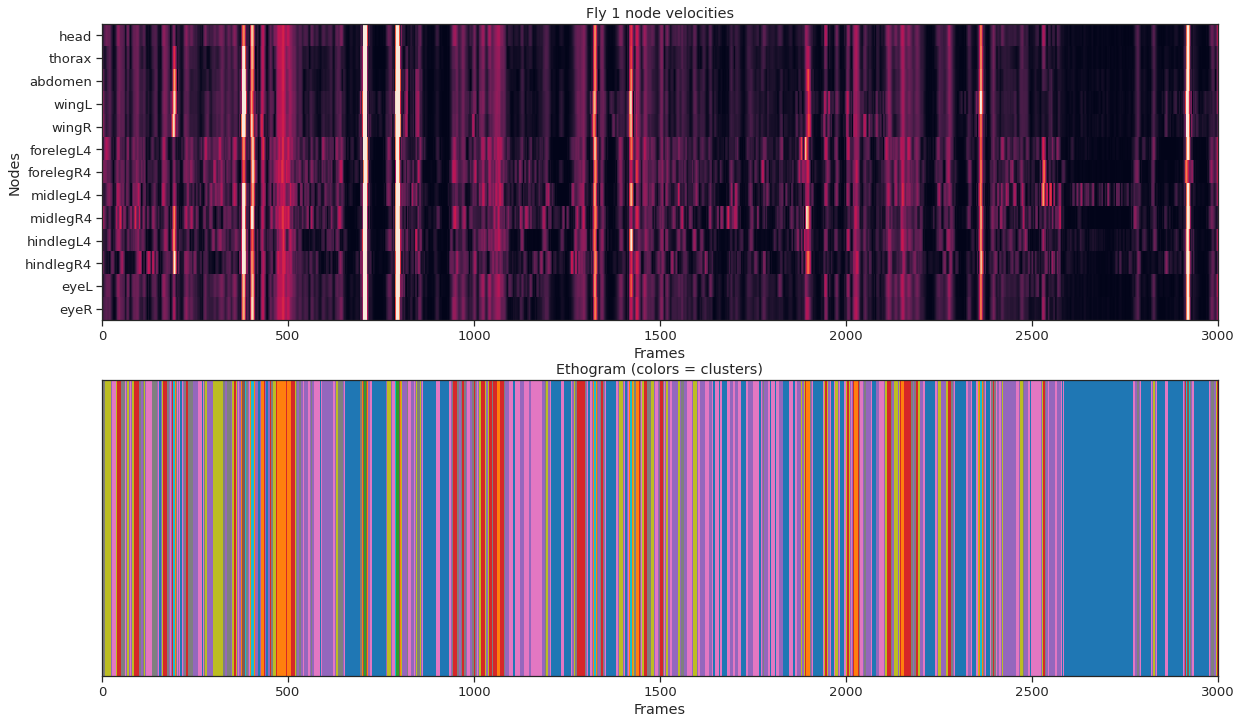 Fly 1 node velocities
head
thorax
abdomen
wingL
wingR
forelegL4
forelegR4
midlegL4
midlegR4
hindlegL4
hindlegR4
eyeL
eyeR
Nodes
0 500 1000 1500 2000 2500 3000
Frames
Ethogram (colors = clusters)
0 500 1000 1500 2000 2500 3000
Frames